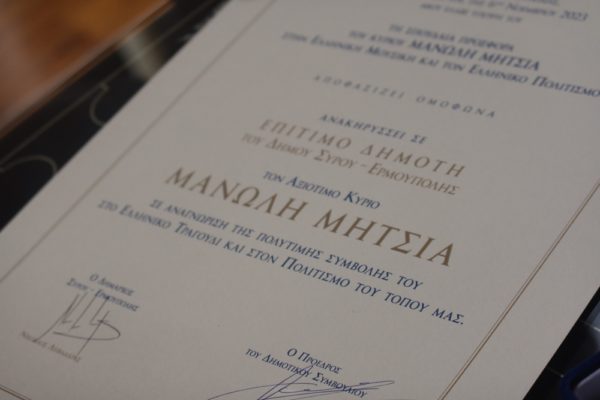 Νοεμβρίου 2023
ΠΡΟΣΦΟΡΑ
ΤΟΥ ΚΥΡΙΟΥ ΜΑΝΩΛΗ ΜΗΤΣΙΑ
ΣΤΗΝ ΕΛΛΗΝΙΚΗ ΜΟΥΣΙΚΗ ΚΑΙ ΤΟΝ ΕΛΛΗΝΙΚΟ ΠΟΛΙΤΙΣΜΟ
ΑΠΟΦΑΣΙΖΕΙ ΟΜΟΦΩΝΑ
ΑΝΑΚΗΡΥΣΣΕΙ ΣΕ
ΕΠΙΤΙΜΟ ΔΗΜΟΤΗ
ΤΟΥ ΔΗΜΟΥ ΣΥΡΟΥ - ΕΡΜΟΥΠΟΛΗΣ
ΤΟΝ ΑΞΙΟΤΙΜΟ ΚΥΡΙΟ
ΜΑΝΩΛΗ ΜΗΤΣΙΑ
ΣΕ ΑΝΑΓΝΩΡΙΣΗ ΤΗΣ ΠΟΛΥΤΙΜΗΣ ΣΥΜΒΟΛΗΣ ΤΟΥ
ΣΤΟ ΕΛΛΗΝΙΚΟ ΤΡΑΓΟΥΔΙ ΚΑΙ ΣΤΟΝ ΠΟΛΙΤΙΣΜΟ ΤΟΥ ΤΟΠΟΥ ΜΑΣ.
Ο ΔΗΜΑΡΧΟΣ
ΣΥΡΟΥ - ΕΡΜΟΥΠΟΛΗΣ
Ο ΠΡΟΕΔΡΟΣ
ΤΟΥ ΔΗΜΟΤΙΚΟΥ ΣΥΜΒΟΥΛΙΟΥ